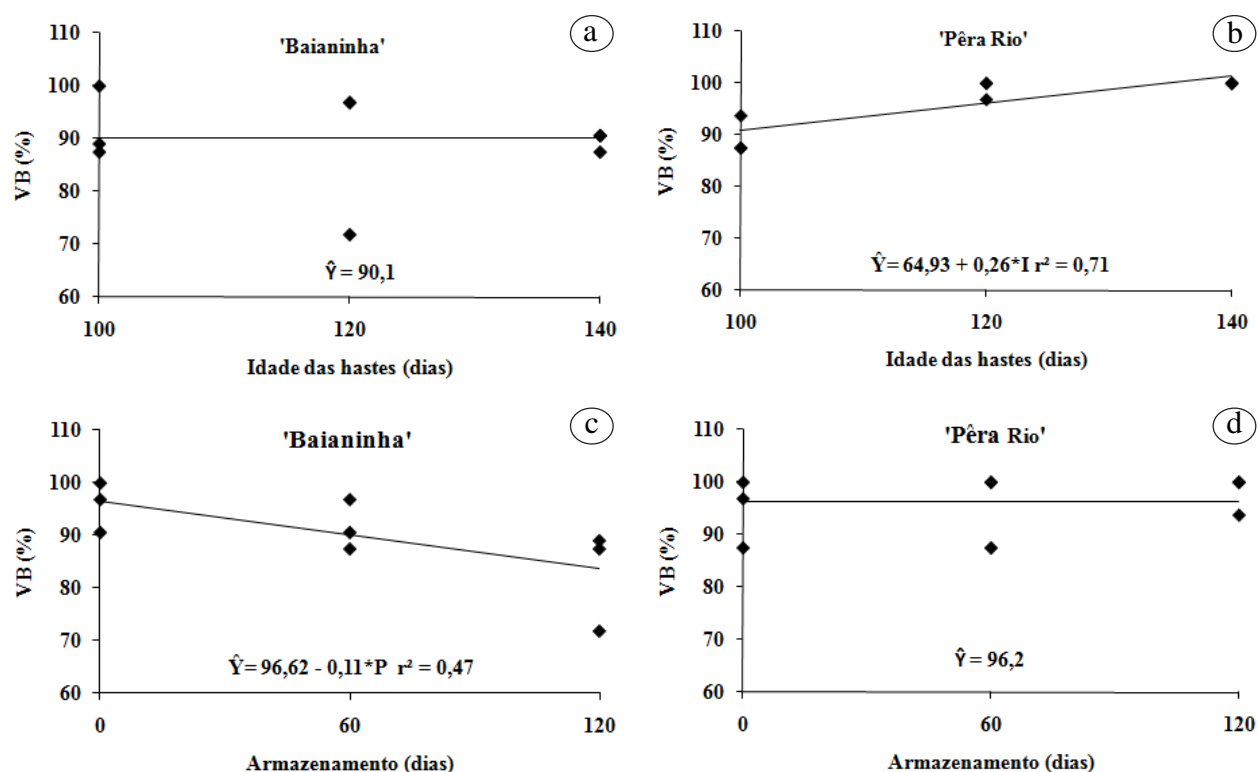 'Baianinha'
a
110
100
90
80
70
60
VB (%)
Ŷ = 90,1
100 120 140
Idade das hastes (dias)
'Pêra Rio'
b
110
100
90
80
70
60
VB (%)
Ŷ= 64,93 + 0,26*I r² = 0,71
100 120 140
Idade das hastes (dias)
'Baianinha'
c
110
100
90
80
70
60
VB (%)
Ŷ= 96,62 - 0,11*P r² = 0,47
0 60 120
Armazenamento (dias)
'Pêra Rio'
d
110
100
90
80
70
60
VB (%)
Ŷ = 96,2
0 60 120
Armazenamento (dias)